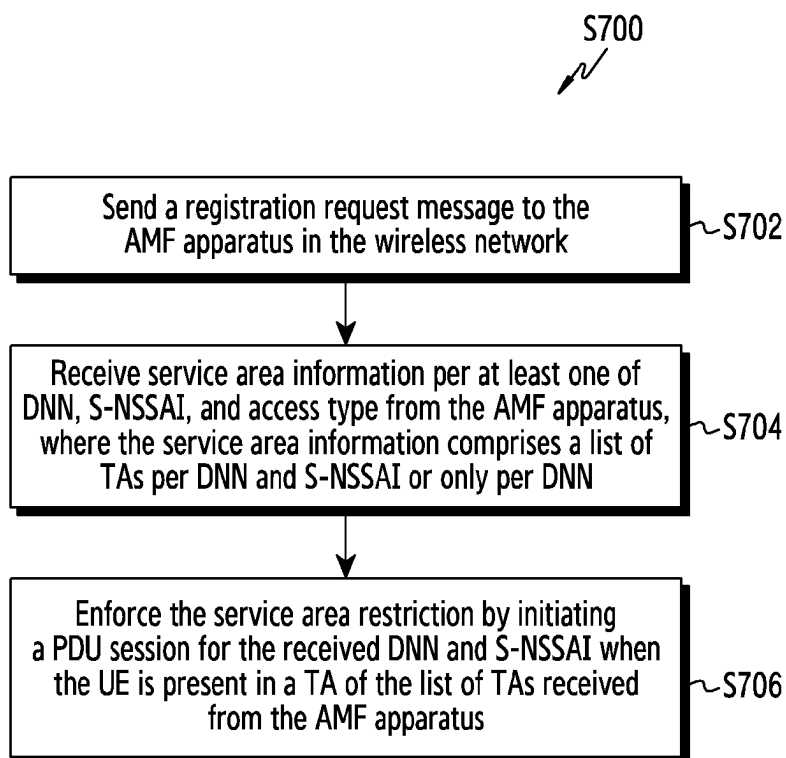 S700
Send a registration request message to the
AMF apparatus in the wireless network
S702
Receive service area information per at least one of
DNN, S-NSSAI, and access type from the AMF apparatus,
where the service area information comprises a list of
TAs per DNN and S-NSSAI or only per DNN
S704
Enforce the service area restriction by initiating
a PDU session for the received DNN and S-NSSAI when
the UE is present in a TA of the list of TAs received
from the AMF apparatus
S706